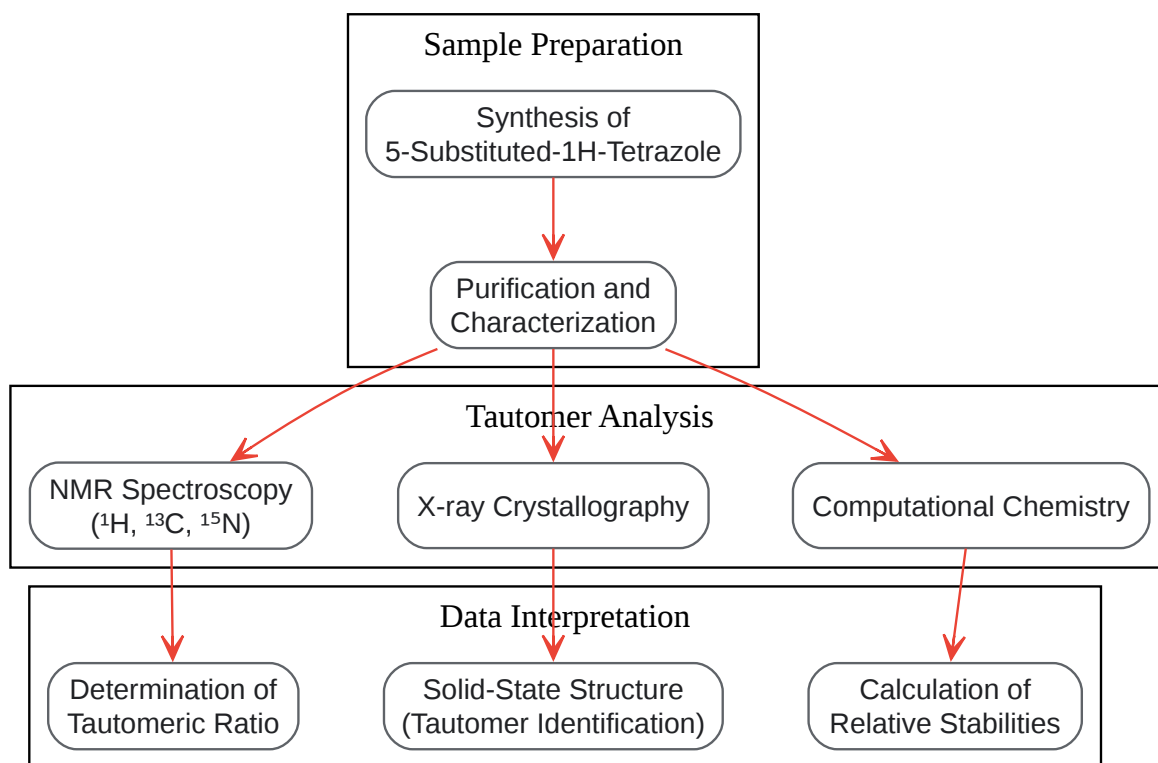 Sample Preparation
Synthesis of
5-Substituted-1H-Tetrazole
Purification and
Characterization
Tautomer Analysis
NMR Spectroscopy
(¹H, ¹³C, ¹⁵N)
X-ray Crystallography
Computational Chemistry
Data Interpretation
Determination of
Tautomeric Ratio
Solid-State Structure
(Tautomer Identification)
Calculation of
Relative Stabilities